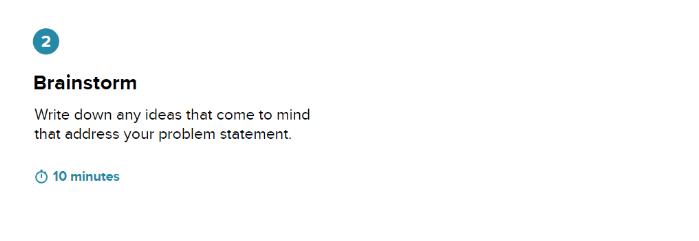 2
Brainstorm
Write down any ideas that come to mind
that address your problem statement.
10 minutes